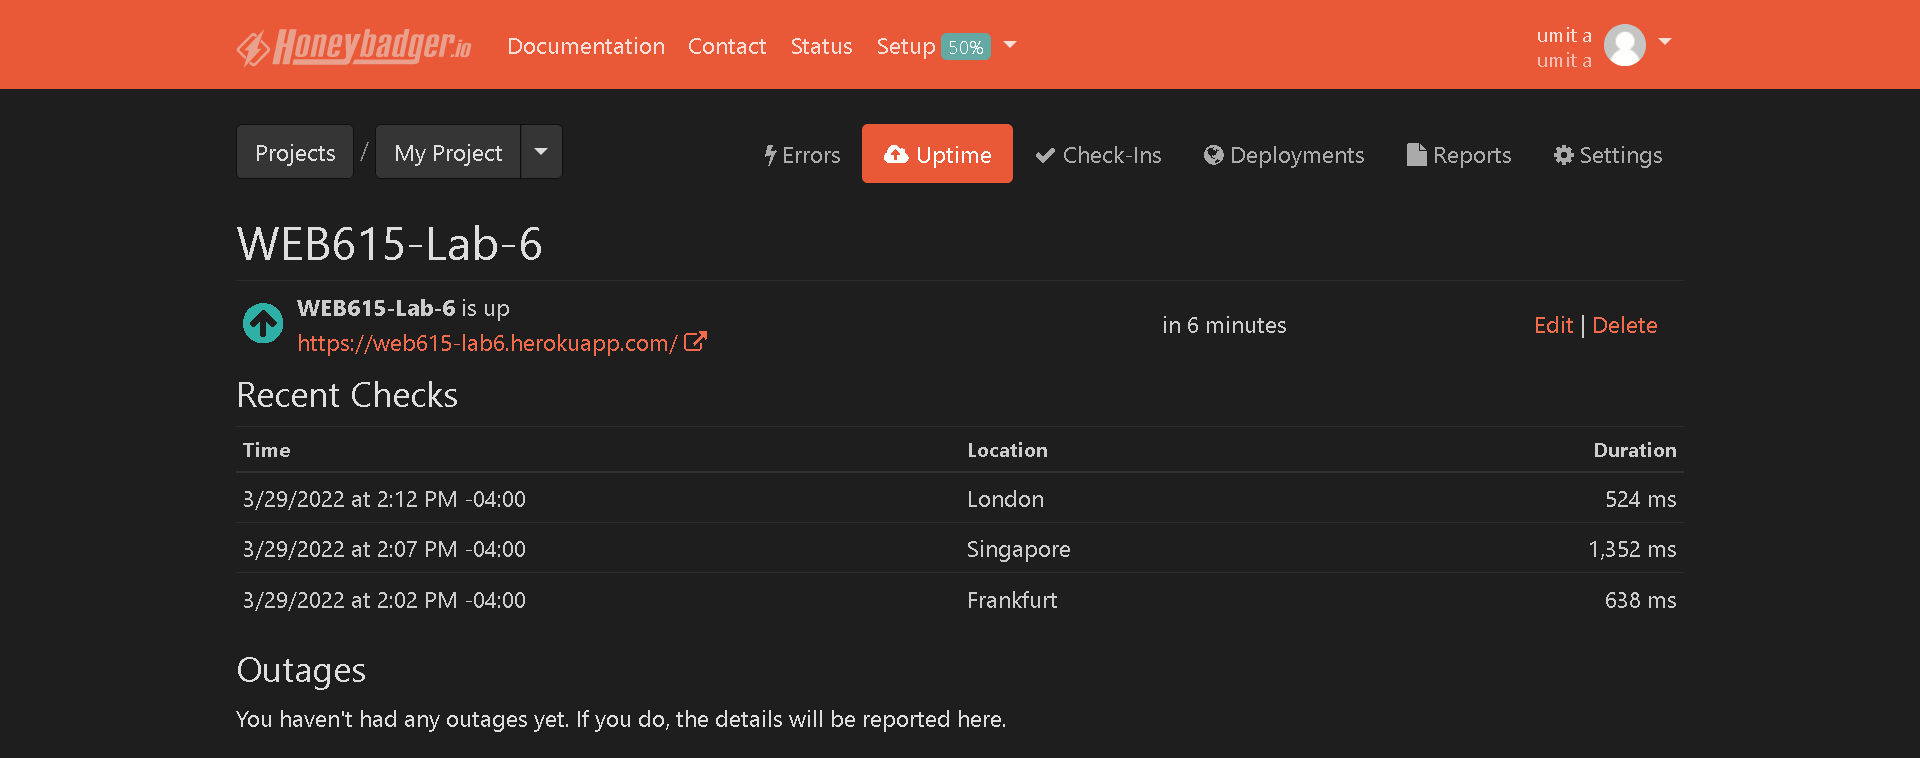 Honeybadger.io Documentation Contact Status Setup 50%
umit a
umit a
Projects / My Project Errors Uptime Check-Ins Deployments Reports Settings
WEB615-Lab-6
WEB615-Lab-6 is up
https://web615-lab6.herokuapp.com/
in 6 minutes
Edit | Delete
Recent Checks
Time Location Duration
3/29/2022 at 2:12 PM -04:00 London 524 ms
3/29/2022 at 2:07 PM -04:00 Singapore 1,352 ms
3/29/2022 at 2:02 PM -04:00 Frankfurt 638 ms
Outages
You haven't had any outages yet. If you do, the details will be reported here.